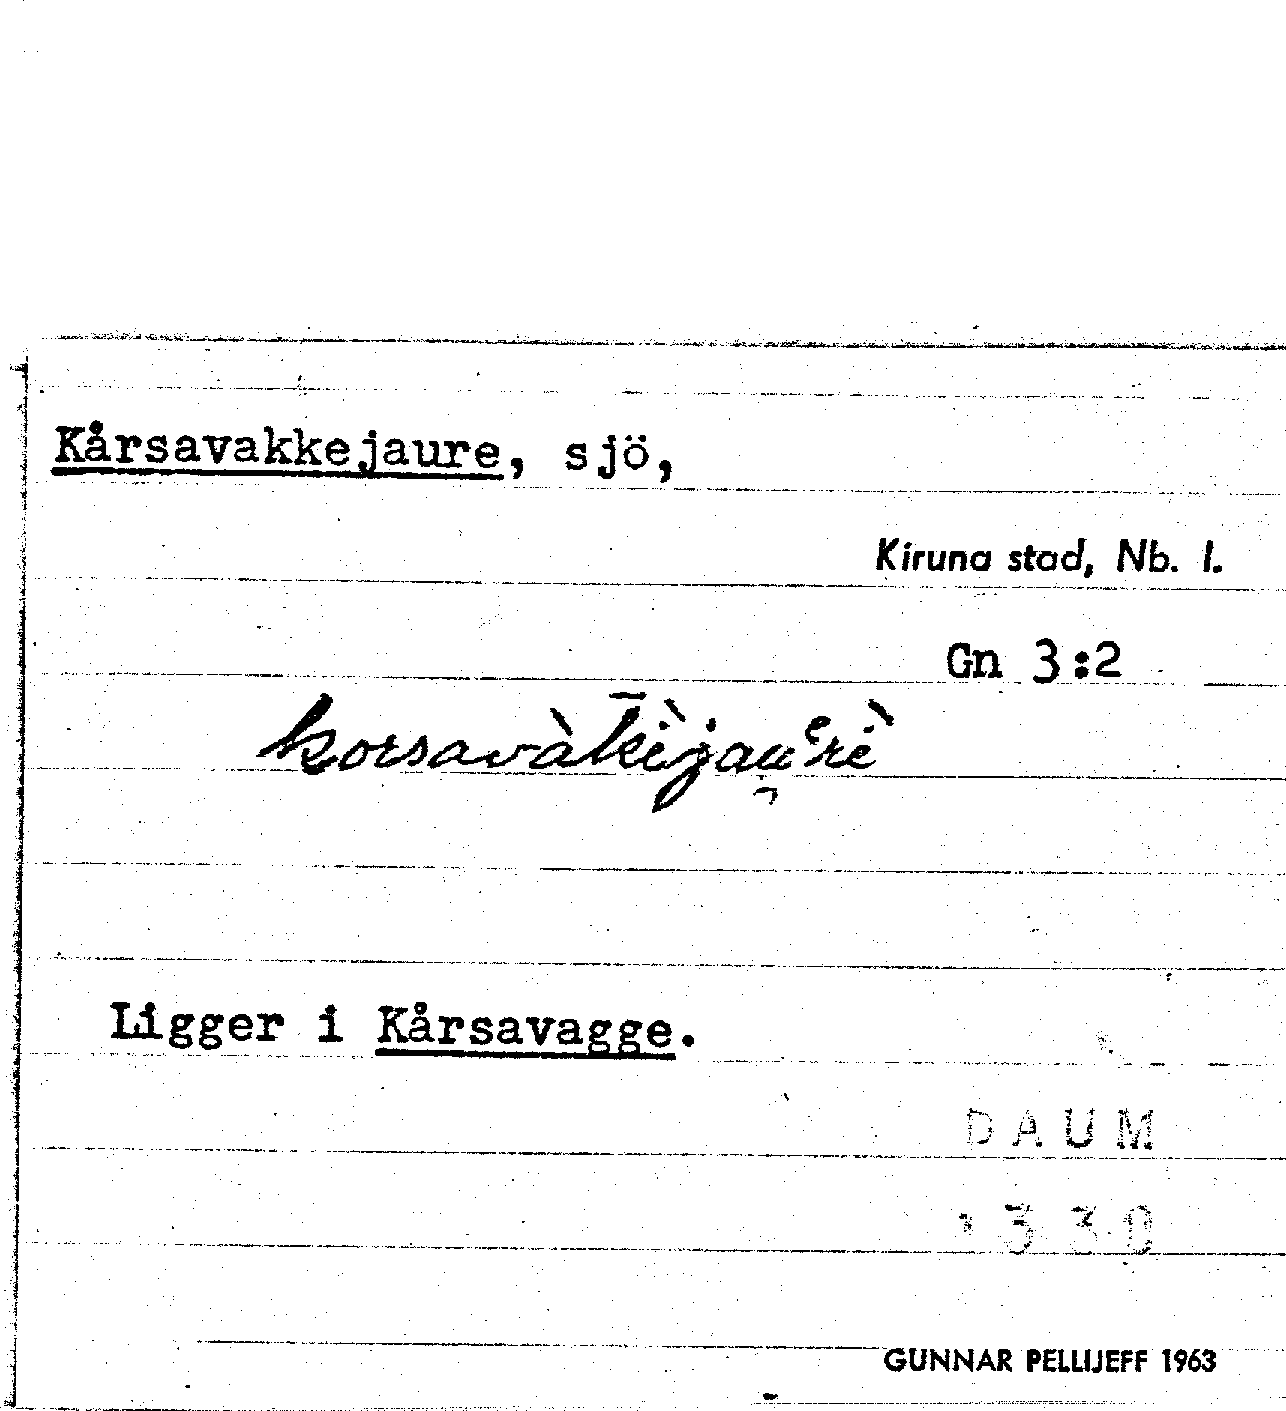 Kårsavakkejaure, sjö,
Kiruna stad, Nb. l.
Gn 3:2
Ligger i Kårsavagge.
DAUM
GUNNAR PELLIJEFF 1963